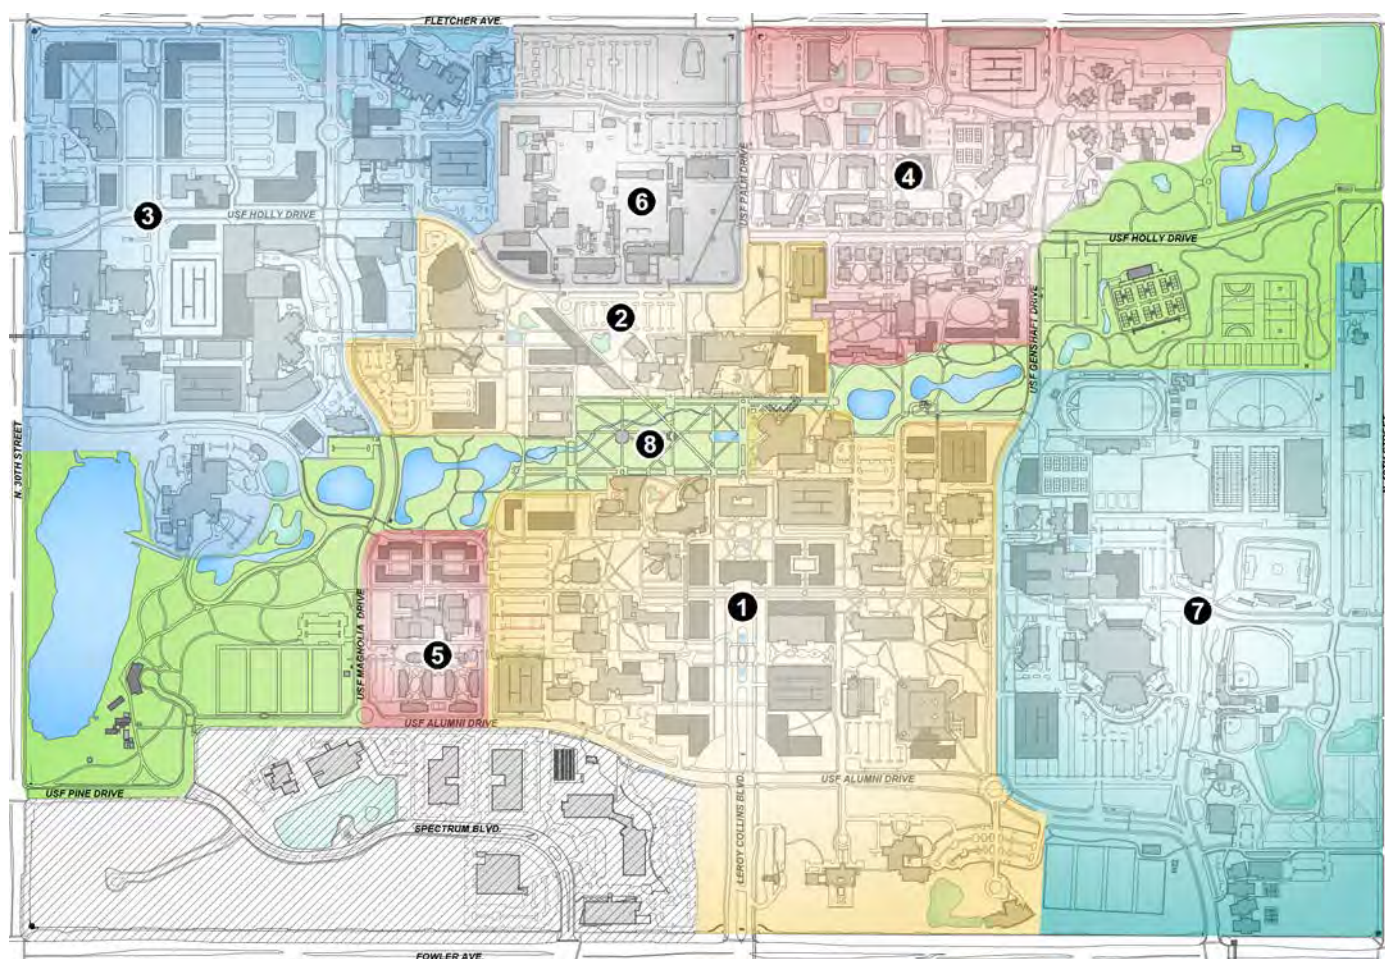 FLETCHER AVE.
USF PALM DRIVE
4
6
3
USF HOLLY DRIVE
USF HOLLY DRIVE
2
USF GENSHAFT DRIVE
8
N. 30TH STREET
1
7
5
USF MAGNOLIA DRIVE
USF ALUMNI DRIVE
USF ALUMNI DRIVE
USF PINE DRIVE
SPECTRUM BLVD.
LEROY COLLINS BLVD.
FOWLER AVE.